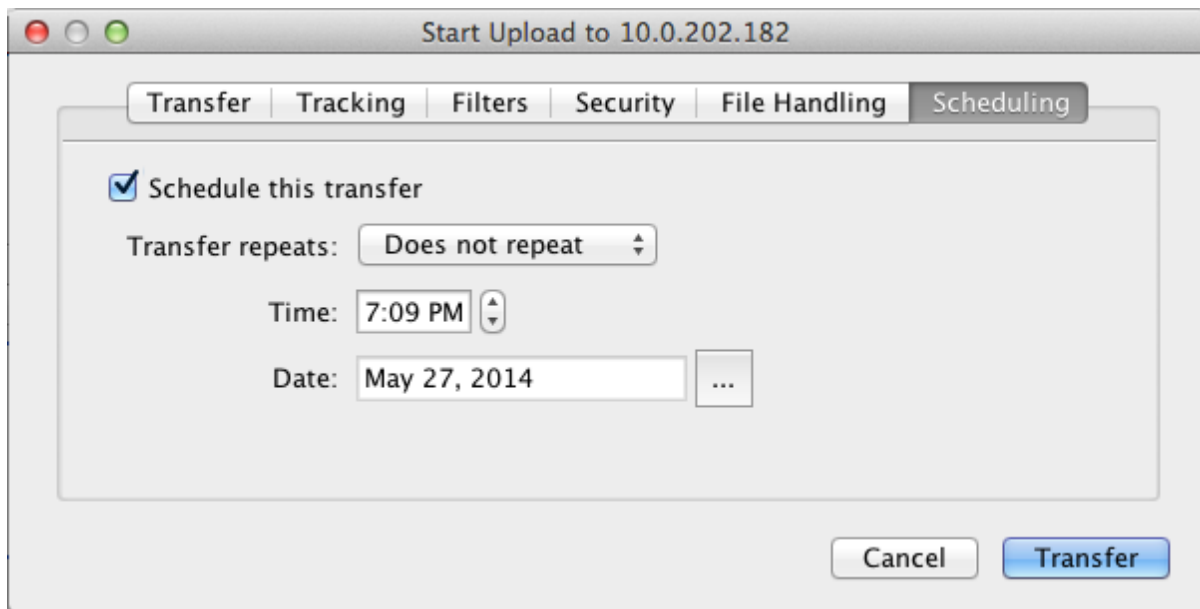 Start Upload to 10.0.202.182
Transfer Tracking Filters Security File Handling Scheduling
Schedule this transfer
Transfer repeats: Does not repeat
Time: 7:09 PM
Date: May 27, 2014 ...
Cancel Transfer